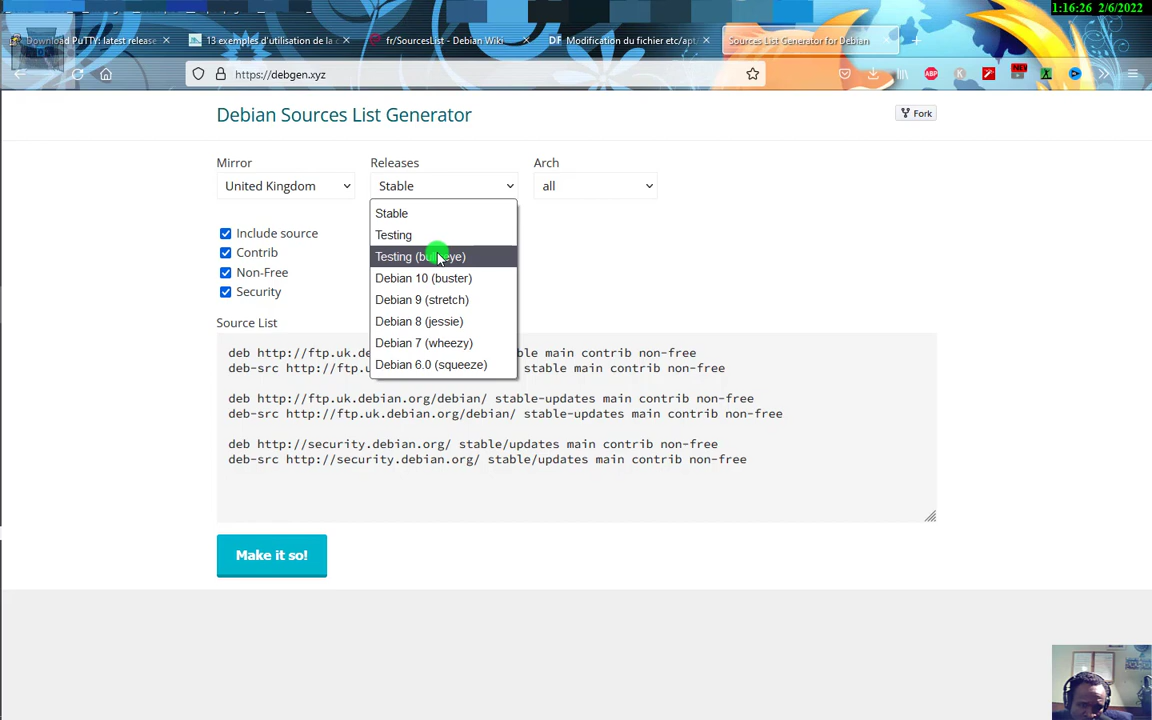 1:16:26 2/6/2022
Download PuTTY: latest release
13 exemples d'utilisation de la
fr/SourcesList - Debian Wiki
DF Modification du fichier etc/apt
Sources List Generator for Debian
https://debgen.xyz
ABP
Debian Sources List Generator
Fork
Mirror
Releases
Arch
United Kingdom
Stable
all
Stable
Testing
Testing (bullseye)
Debian 10 (buster)
Debian 9 (stretch)
Debian 8 (jessie)
Debian 7 (wheezy)
Debian 6.0 (squeeze)
Include source
Contrib
Non-Free
Security
Source List
deb http://ftp.uk.de ble main contrib non-free
deb-src http://ftp.u stable main contrib non-free
deb http://ftp.uk.debian.org/debian/ stable-updates main contrib non-free
deb-src http://ftp.uk.debian.org/debian/ stable-updates main contrib non-free
deb http://security.debian.org/ stable/updates main contrib non-free
deb-src http://security.debian.org/ stable/updates main contrib non-free
Make it so!